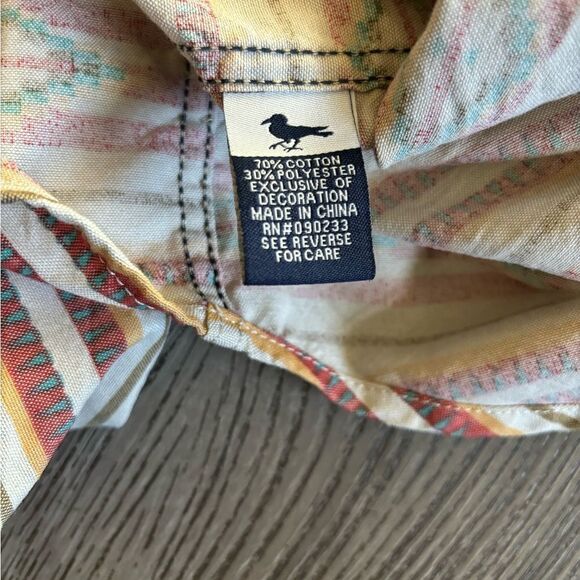 70% COTTON
30% POLYESTER
EXCLUSIVE OF
DECORATION
MADE IN CHINA
RN#090233
SEE REVERSE
FOR CARE